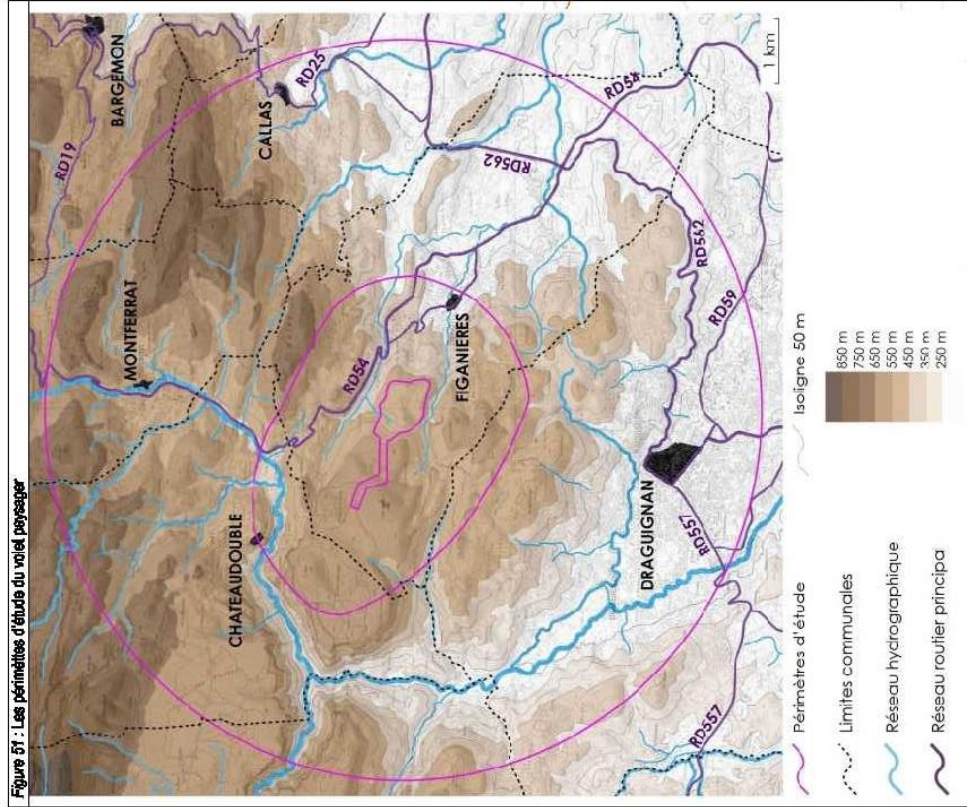 Figure 51 : Les périmètres d'étude du volet paysager
BARGEMON
RD19
MONTFERRAT
CALLAS
RD25
CHATEAUDOUBLE
RD54
FIGANIERES
RD562
RD54
DRAGUIGNAN
RD562
RD59
RD557
RD557
1 km
Périmètres d'étude
Limites communales
Réseau hydrographique
Réseau routier principa
Isoligne 50 m
850 m
750 m
650 m
550 m
450 m
350 m
250 m